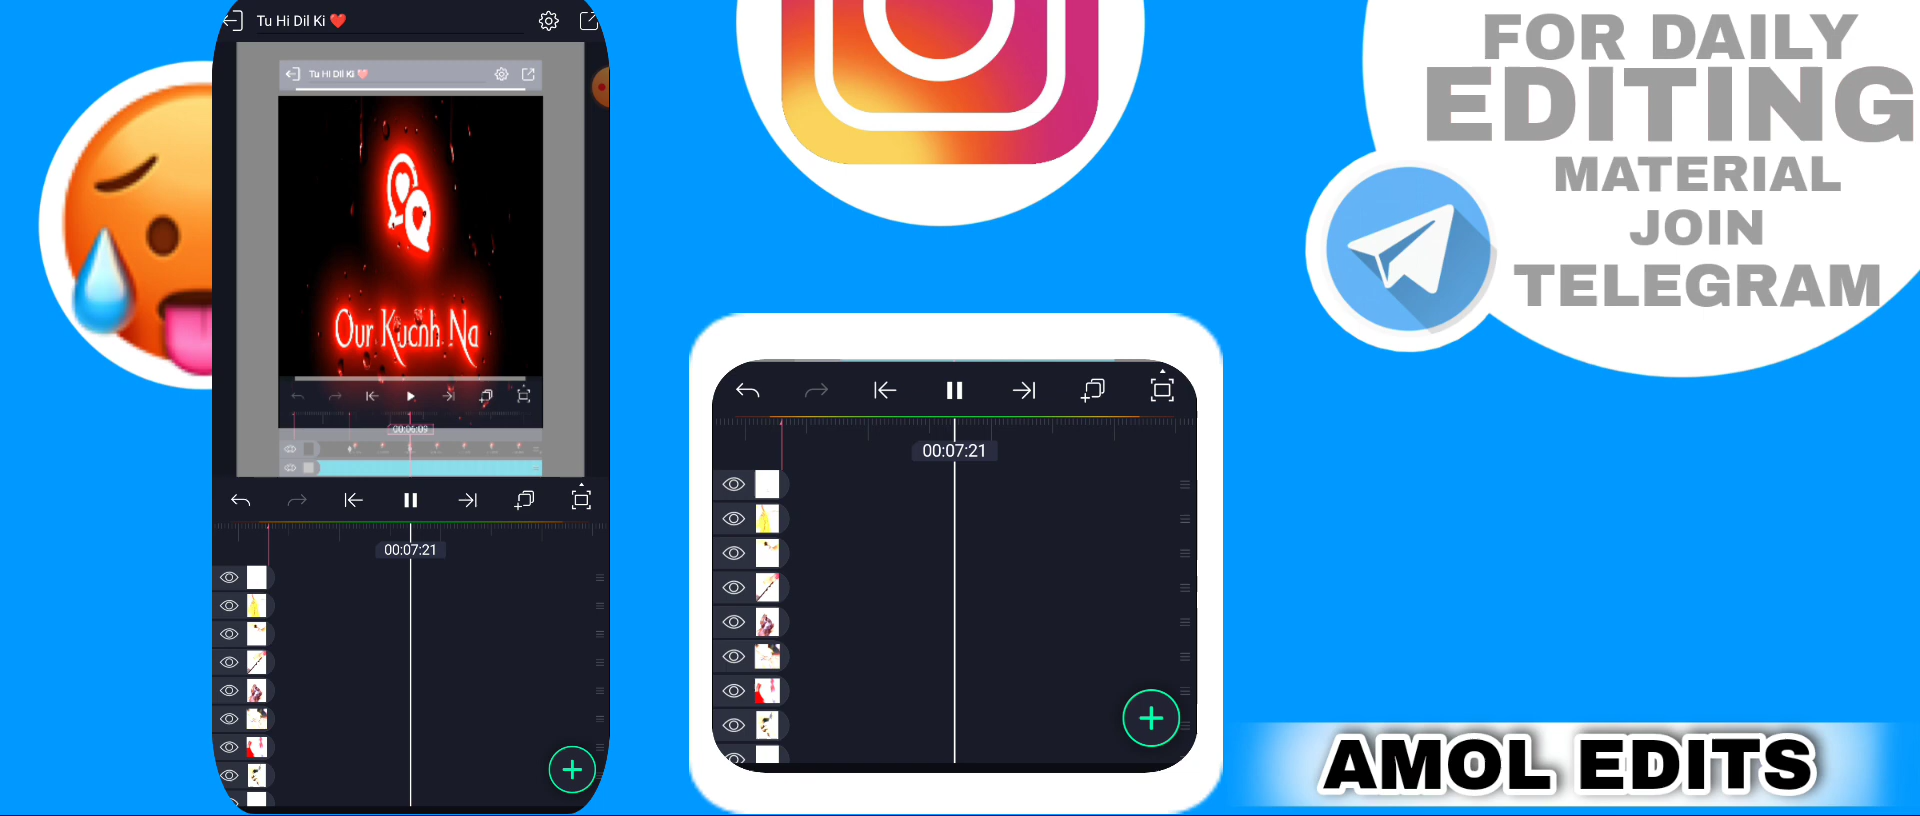 Tu Hi Dil Ki ❤️
Tu Hi Dil Ki ❤️
Our Kucnh Na
00:06:09
00:07:21
00:07:21
FOR DAILY
EDITING
MATERIAL
JOIN
TELEGRAM
AMOL EDITS